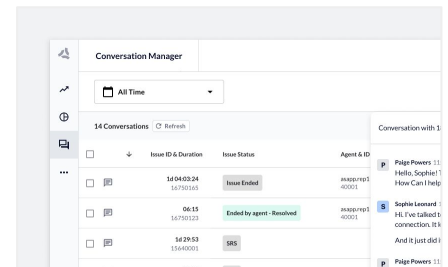 Conversation Manager
All Time
14 Conversations Refresh
Conversation with 1
Issue ID & Duration Issue Status Agent & ID
1d 04:03:24
16750165
Issue Ended
asapp.rep1
40001
06:15
16750123
Ended by agent - Resolved
asapp.rep1
40001
1d 29:53
15640001
SRS
P Paige Powers 11
Hello, Sophie!
How Can I help
S Sophie Leonard
Hi. I've talked t
connection. It k
And it just did i
P Paige Powers 11